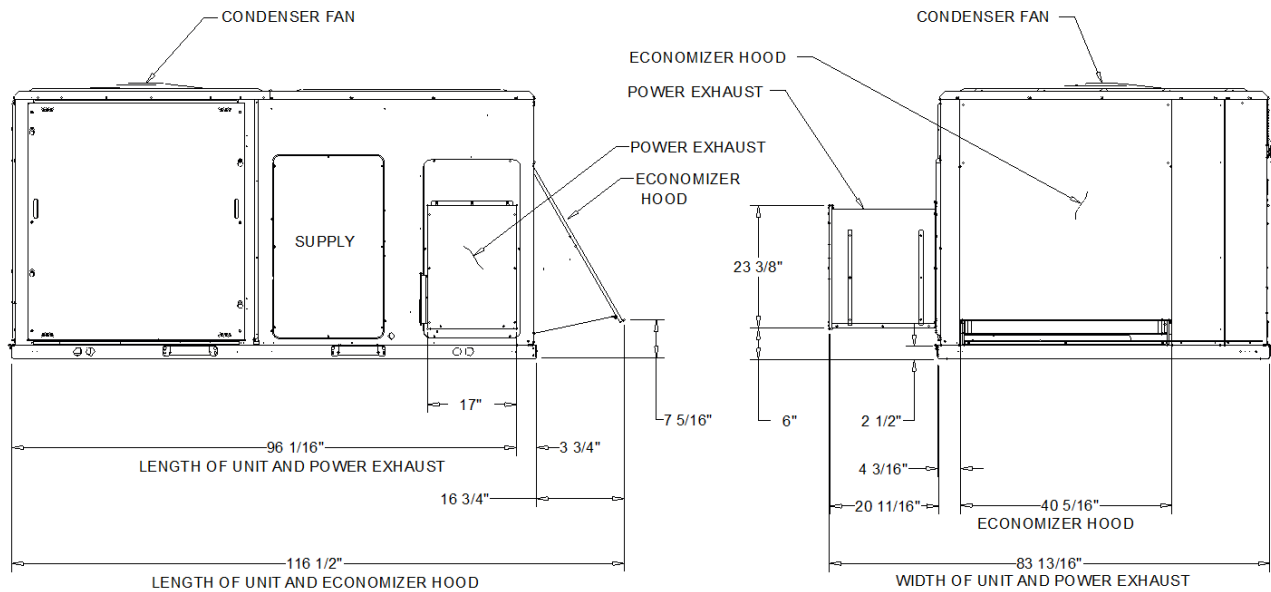 CONDENSER FAN
CONDENSER FAN
ECONOMIZER HOOD
POWER EXHAUST
POWER EXHAUST
ECONOMIZER
HOOD
SUPPLY
23 3/8"
17"
7 5/16"
6"
2 1/2"
96 1/16"
3 3/4"
LENGTH OF UNIT AND POWER EXHAUST
4 3/16"
16 3/4"
20 11/16"
40 5/16"
ECONOMIZER HOOD
116 1/2"
LENGTH OF UNIT AND ECONOMIZER HOOD
83 13/16"
WIDTH OF UNIT AND POWER EXHAUST